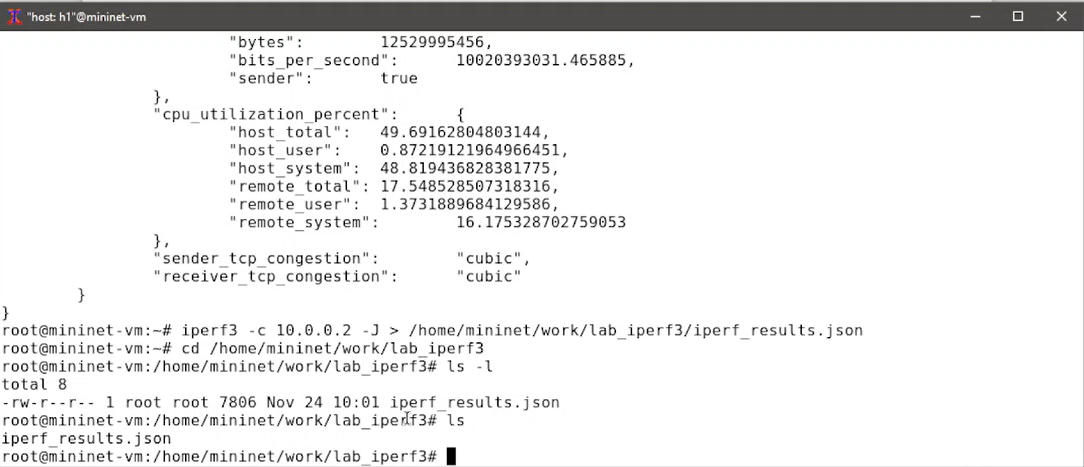 "host: h1"@mininet-vm
"bytes": 12529995456,
"bits_per_second": 10020393031.465885,
"sender": true
},
"cpu_utilization_percent": {
"host_total": 49.69162804803144,
"host_user": 0.87219121964966451,
"host_system": 48.819436828381775,
"remote_total": 17.548528507318316,
"remote_user": 1.3731889684129586,
"remote_system": 16.175328702759053
},
"sender_tcp_congestion": "cubic",
"receiver_tcp_congestion": "cubic"
}
}
root@mininet-vm:~# iperf3 -c 10.0.0.2 -J > /home/mininet/work/lab_iperf3/iperf_results.json
root@mininet-vm:~# cd /home/mininet/work/lab_iperf3
root@mininet-vm:/home/mininet/work/lab_iperf3# ls -l
total 8
-rw-r--r-- 1 root root 7806 Nov 24 10:01 iperf_results.json
root@mininet-vm:/home/mininet/work/lab_iperf3# ls
iperf_results.json
root@mininet-vm:/home/mininet/work/lab_iperf3#